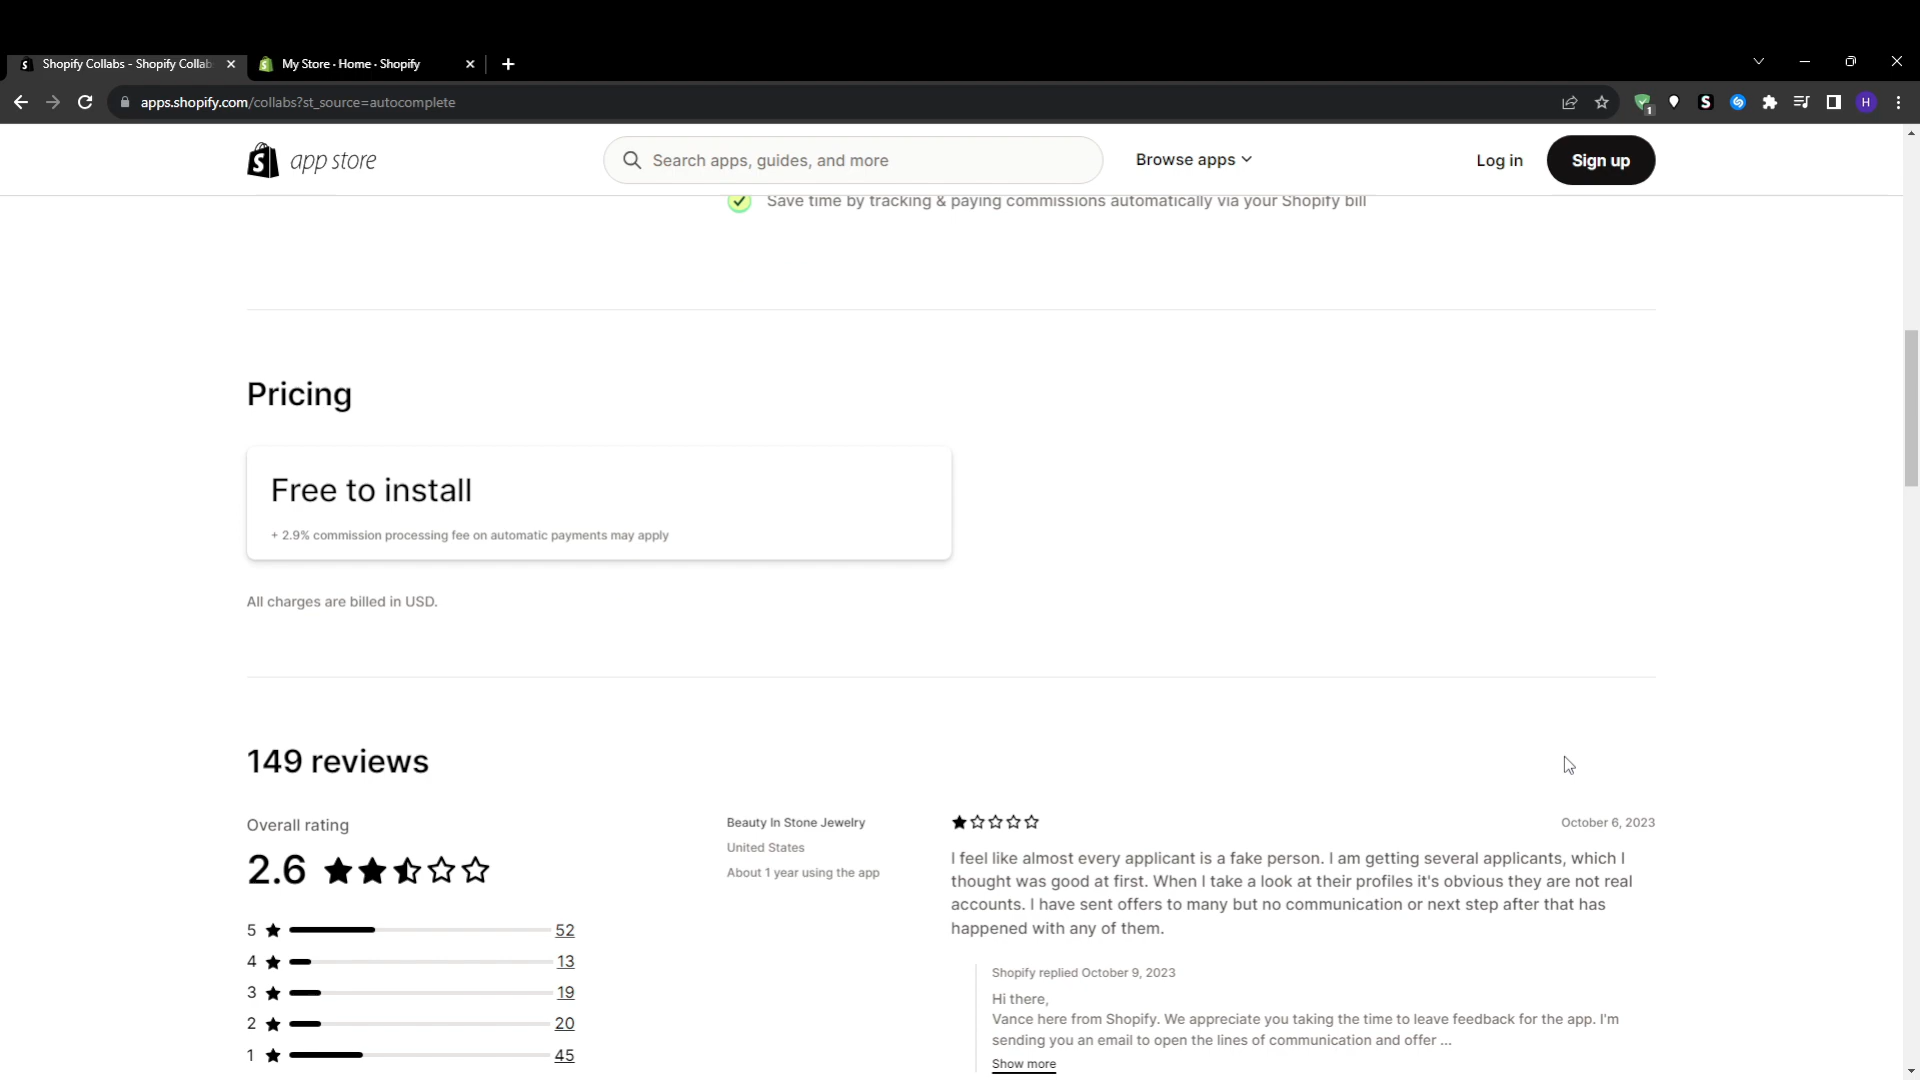 Shopify Collabs - Shopify Collab
My Store · Home · Shopify
apps.shopify.com/collabs?st_source=autocomplete
1
S
H
app store
Search apps, guides, and more
Browse apps
Log in
Sign up
Save time by tracking & paying commissions automatically via your Shopify bill
Pricing
Free to install
+ 2.9% commission processing fee on automatic payments may apply
All charges are billed in USD.
149 reviews
Overall rating
2.6
5 52
4 13
3 19
2 20
1 45
Beauty In Stone Jewelry
United States
About 1 year using the app
October 6, 2023
I feel like almost every applicant is a fake person. I am getting several applicants, which I
thought was good at first. When I take a look at their profiles it's obvious they are not real
accounts. I have sent offers to many but no communication or next step after that has
happened with any of them.
Shopify replied October 9, 2023
Hi there,
Vance here from Shopify. We appreciate you taking the time to leave feedback for the app. I'm
sending you an email to open the lines of communication and offer ...
Show more